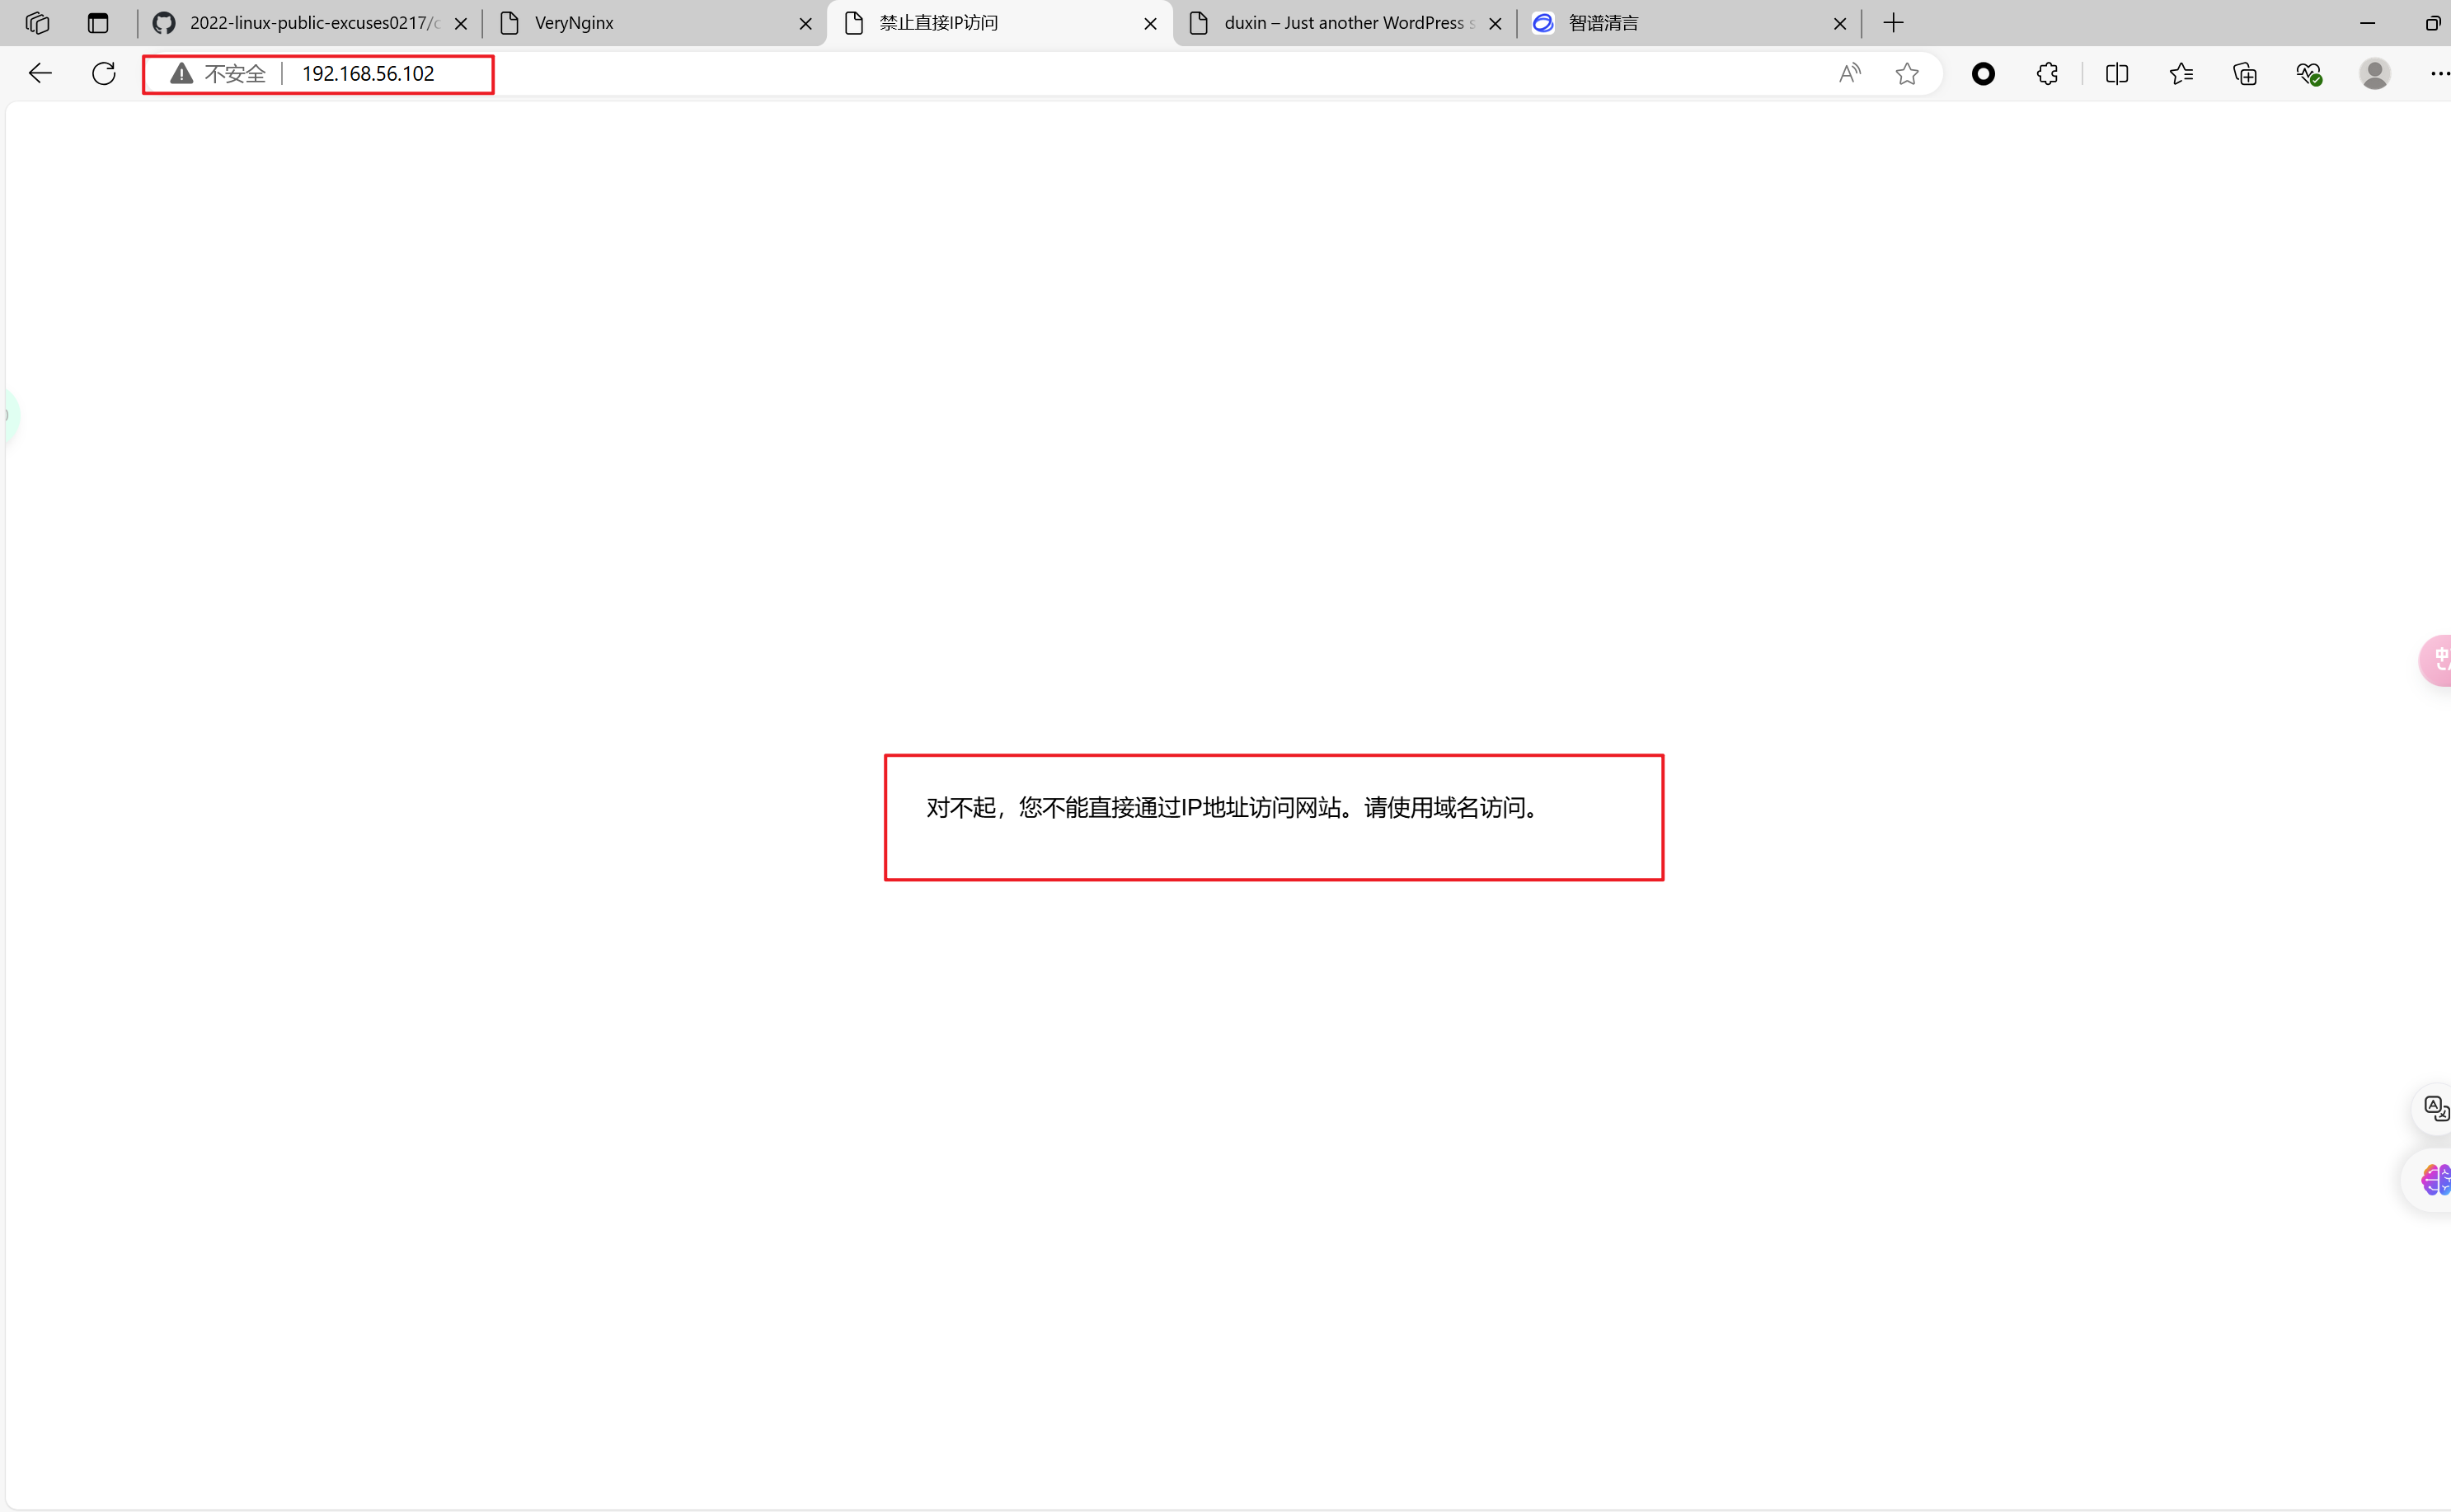 2022-linux-public-excuses0217/c
VeryNginx
禁止直接IP访问
duxin – Just another WordPress s
智谱清言
不安全
192.168.56.102
对不起，您不能直接通过IP地址访问网站。请使用域名访问。
中